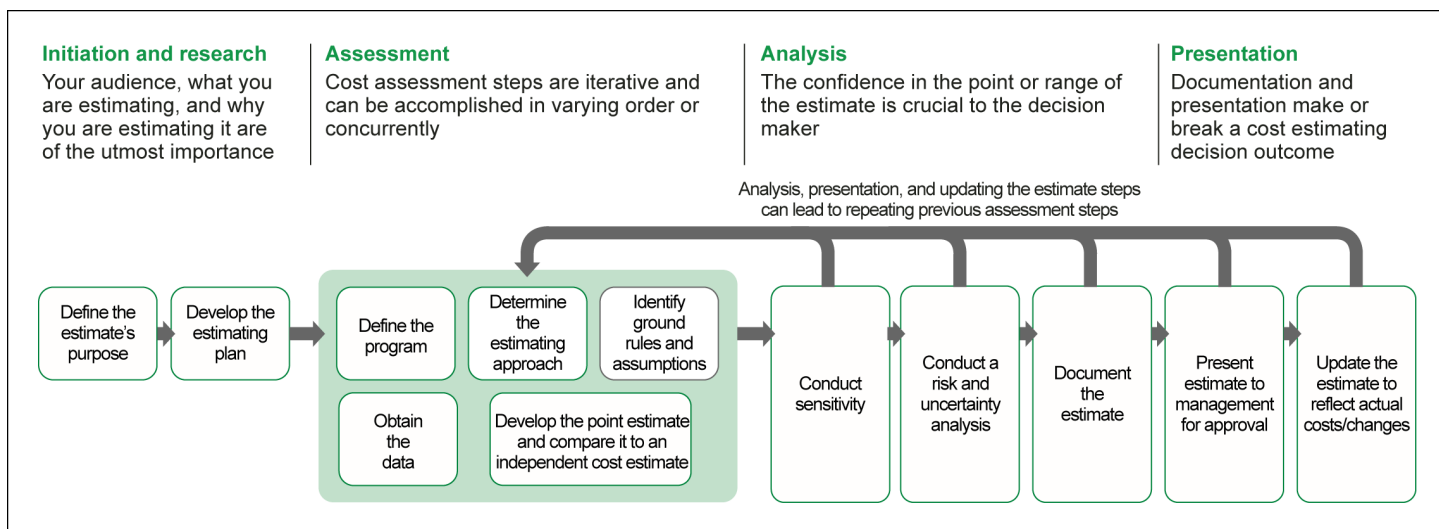 Initiation and research
Your audience, what you
are estimating, and why
you are estimating it are
of the utmost importance
Assessment
Cost assessment steps are iterative and
can be accomplished in varying order or
concurrently
Analysis
The confidence in the point or range of
the estimate is crucial to the decision
maker
Presentation
Documentation and
presentation make or
break a cost estimating
decision outcome
Analysis, presentation, and updating the estimate steps
can lead to repeating previous assessment steps
Define the
estimate's
purpose
Develop the
estimating
plan
Define the
program
Determine
the
estimating
approach
Identify
ground
rules and
assumptions
Obtain
the
data
Develop the point estimate
and compare it to an
independent cost estimate
Conduct
sensitivity
Conduct a
risk and
uncertainty
analysis
Document
the
estimate
Present
estimate to
management
for approval
Update the
estimate to
reflect actual
costs/changes